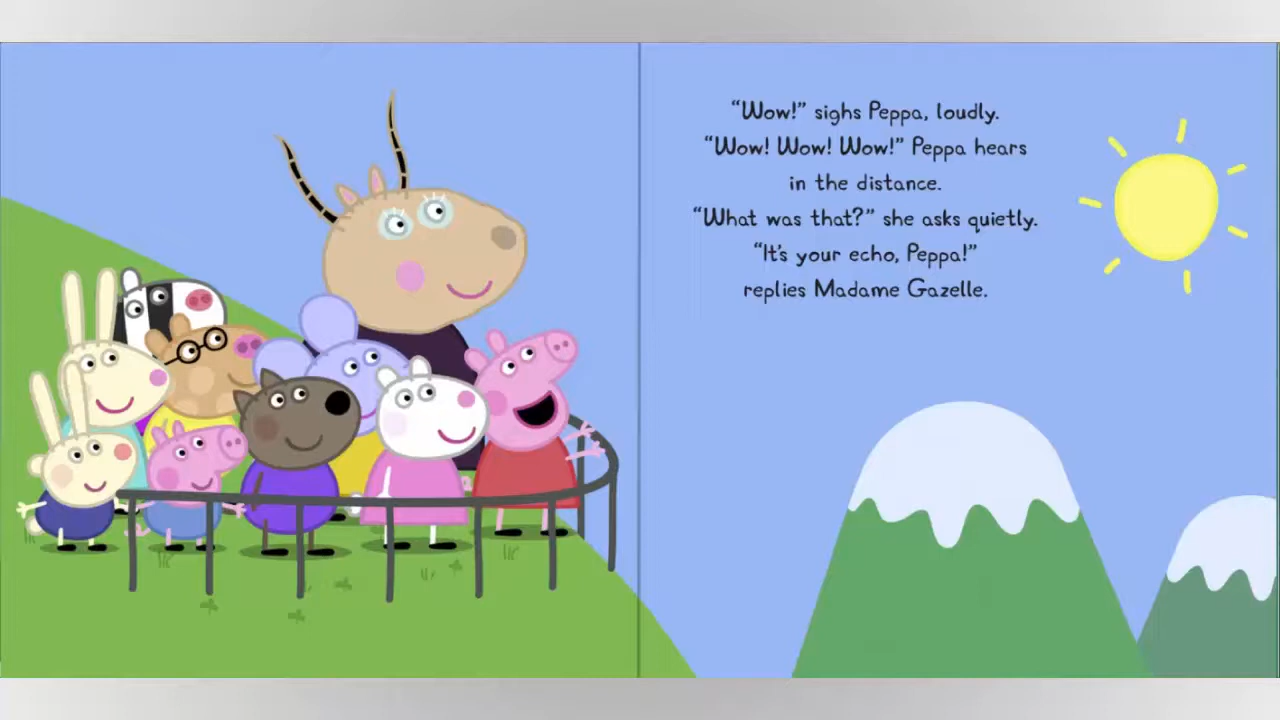 “Wow!” sighs Peppa, loudly.
“Wow! Wow! Wow!” Peppa hears
in the distance.
“What was that?” she asks quietly.
“It's your echo, Peppa!”
replies Madame Gazelle.